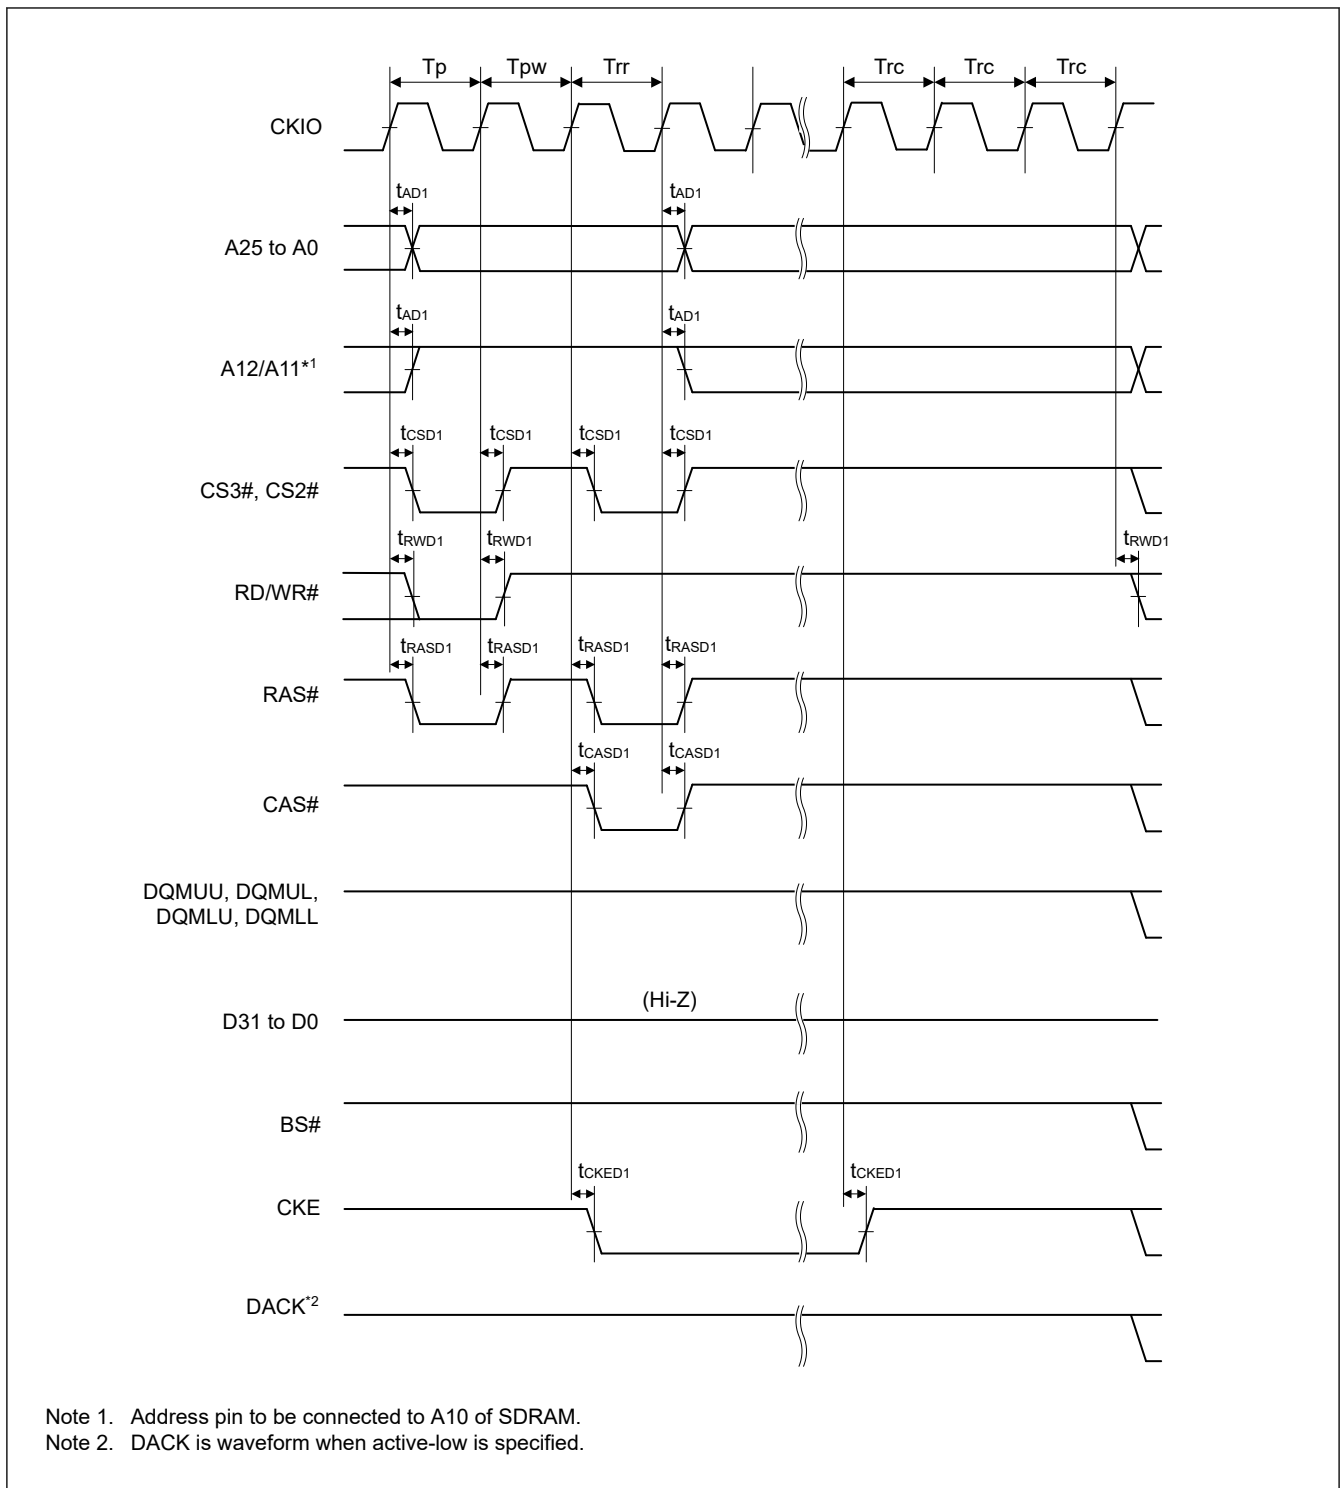 Tp Tpw Trr Trc Trc Trc
CKIO
tAD1 tAD1
A25 to A0
tAD1 tAD1
A12/A11*1
tCSD1 tCSD1 tCSD1 tCSD1
CS3#, CS2#
tRWD1 tRWD1 tRWD1
RD/WR#
tRASD1 tRASD1 tRASD1 tRASD1
RAS#
tCASD1 tCASD1
CAS#
DQMUU, DQMUL,
DQMLU, DQMLL
(Hi-Z)
D31 to D0
BS#
tCKED1 tCKED1
CKE
DACK*2
Note 1. Address pin to be connected to A10 of SDRAM.
Note 2. DACK is waveform when active-low is specified.